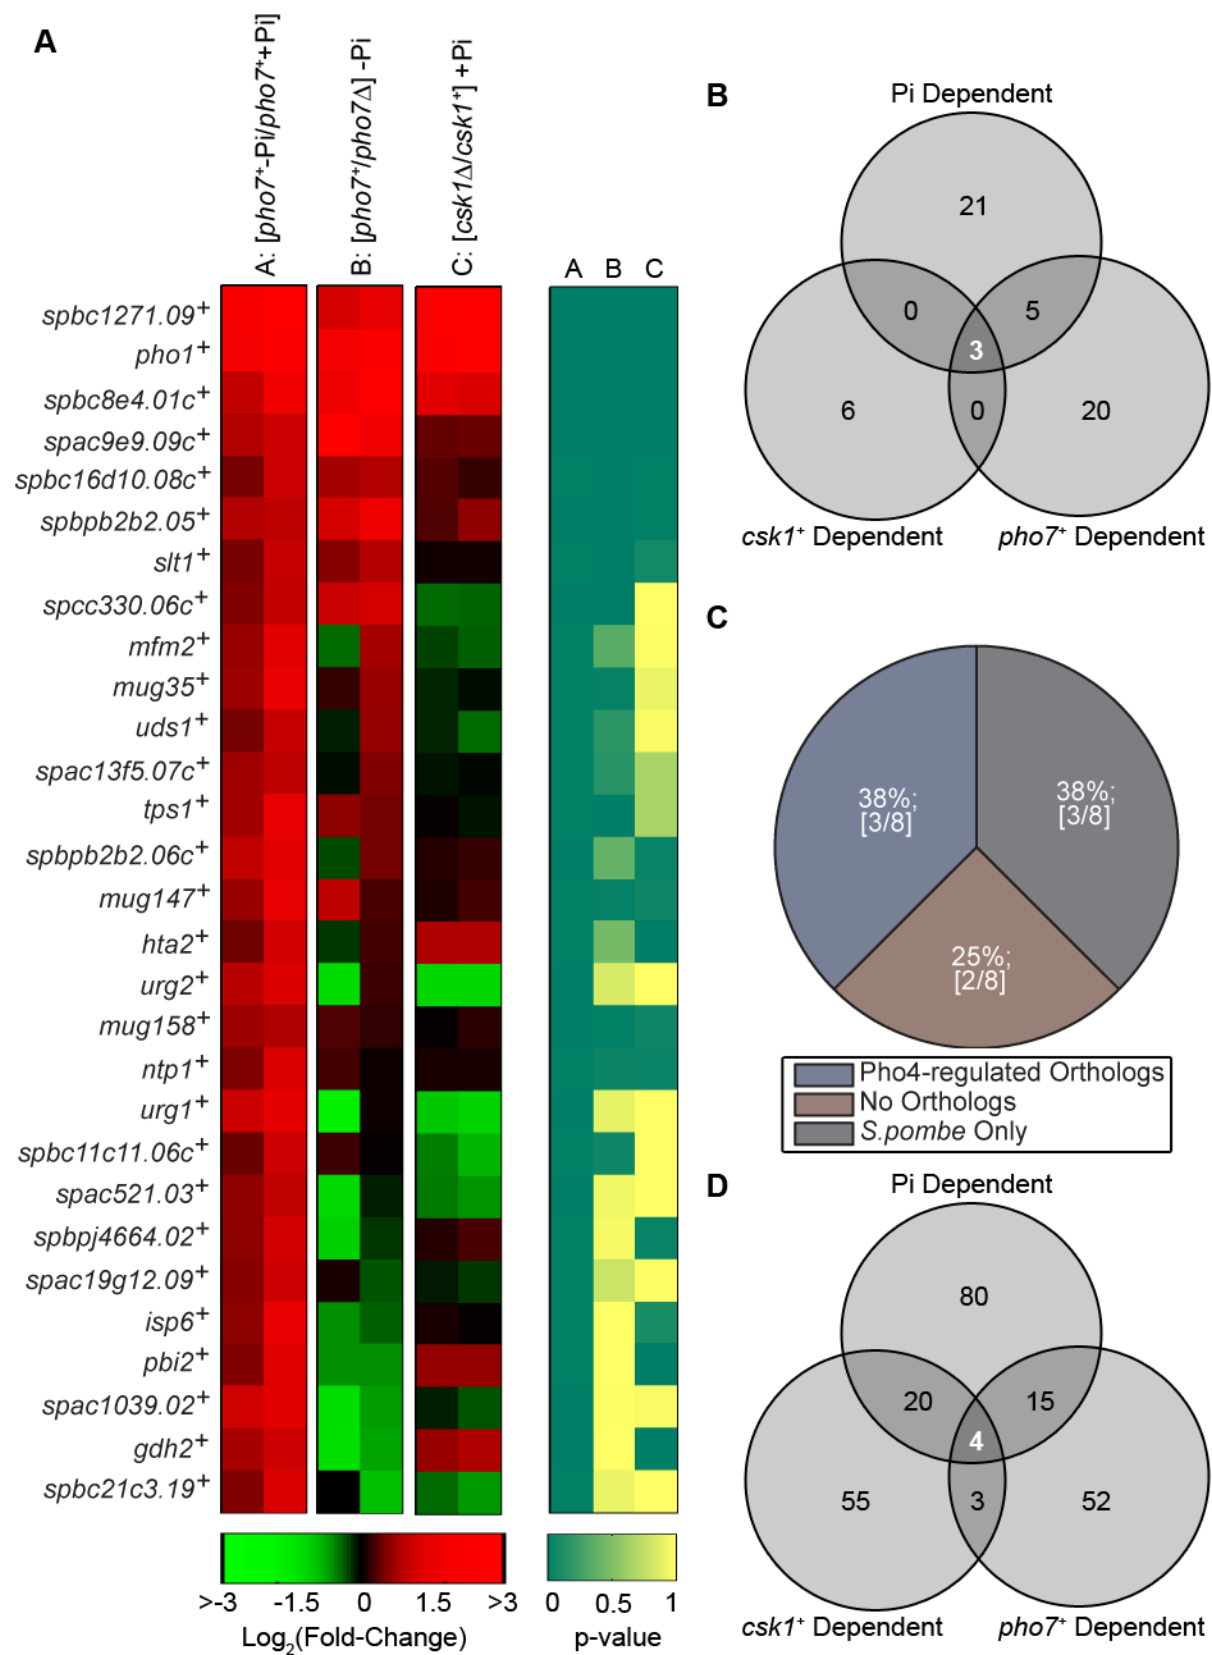 A
A: [pho7⁺-Pi/pho7⁺+Pi]
B: [pho7⁺/pho7Δ] -Pi
C: [csk1Δ/csk1⁺] +Pi
A B C
spbc1271.09⁺
pho1⁺
spbc8e4.01c⁺
spac9e9.09c⁺
spbc16d10.08c⁺
spbpb2b2.05⁺
slt1⁺
spcc330.06c⁺
mfm2⁺
mug35⁺
uds1⁺
spac13f5.07c⁺
tps1⁺
spbpb2b2.06c⁺
mug147⁺
hta2⁺
urg2⁺
mug158⁺
ntp1⁺
urg1⁺
spbc11c11.06c⁺
spac521.03⁺
spbpj4664.02⁺
spac19g12.09⁺
isp6⁺
pbi2⁺
spac1039.02⁺
gdh2⁺
spbc21c3.19⁺
>-3 -1.5 0 1.5 >3
Log₂(Fold-Change)
0 0.5 1
p-value
B
Pi Dependent
21
0 5
3
6 0 20
csk1⁺ Dependent pho7⁺ Dependent
C
38%;
[3/8]
38%;
[3/8]
25%;
[2/8]
Pho4-regulated Orthologs
No Orthologs
S.pombe Only
D
Pi Dependent
80
20 15
4
55 3 52
csk1⁺ Dependent pho7⁺ Dependent